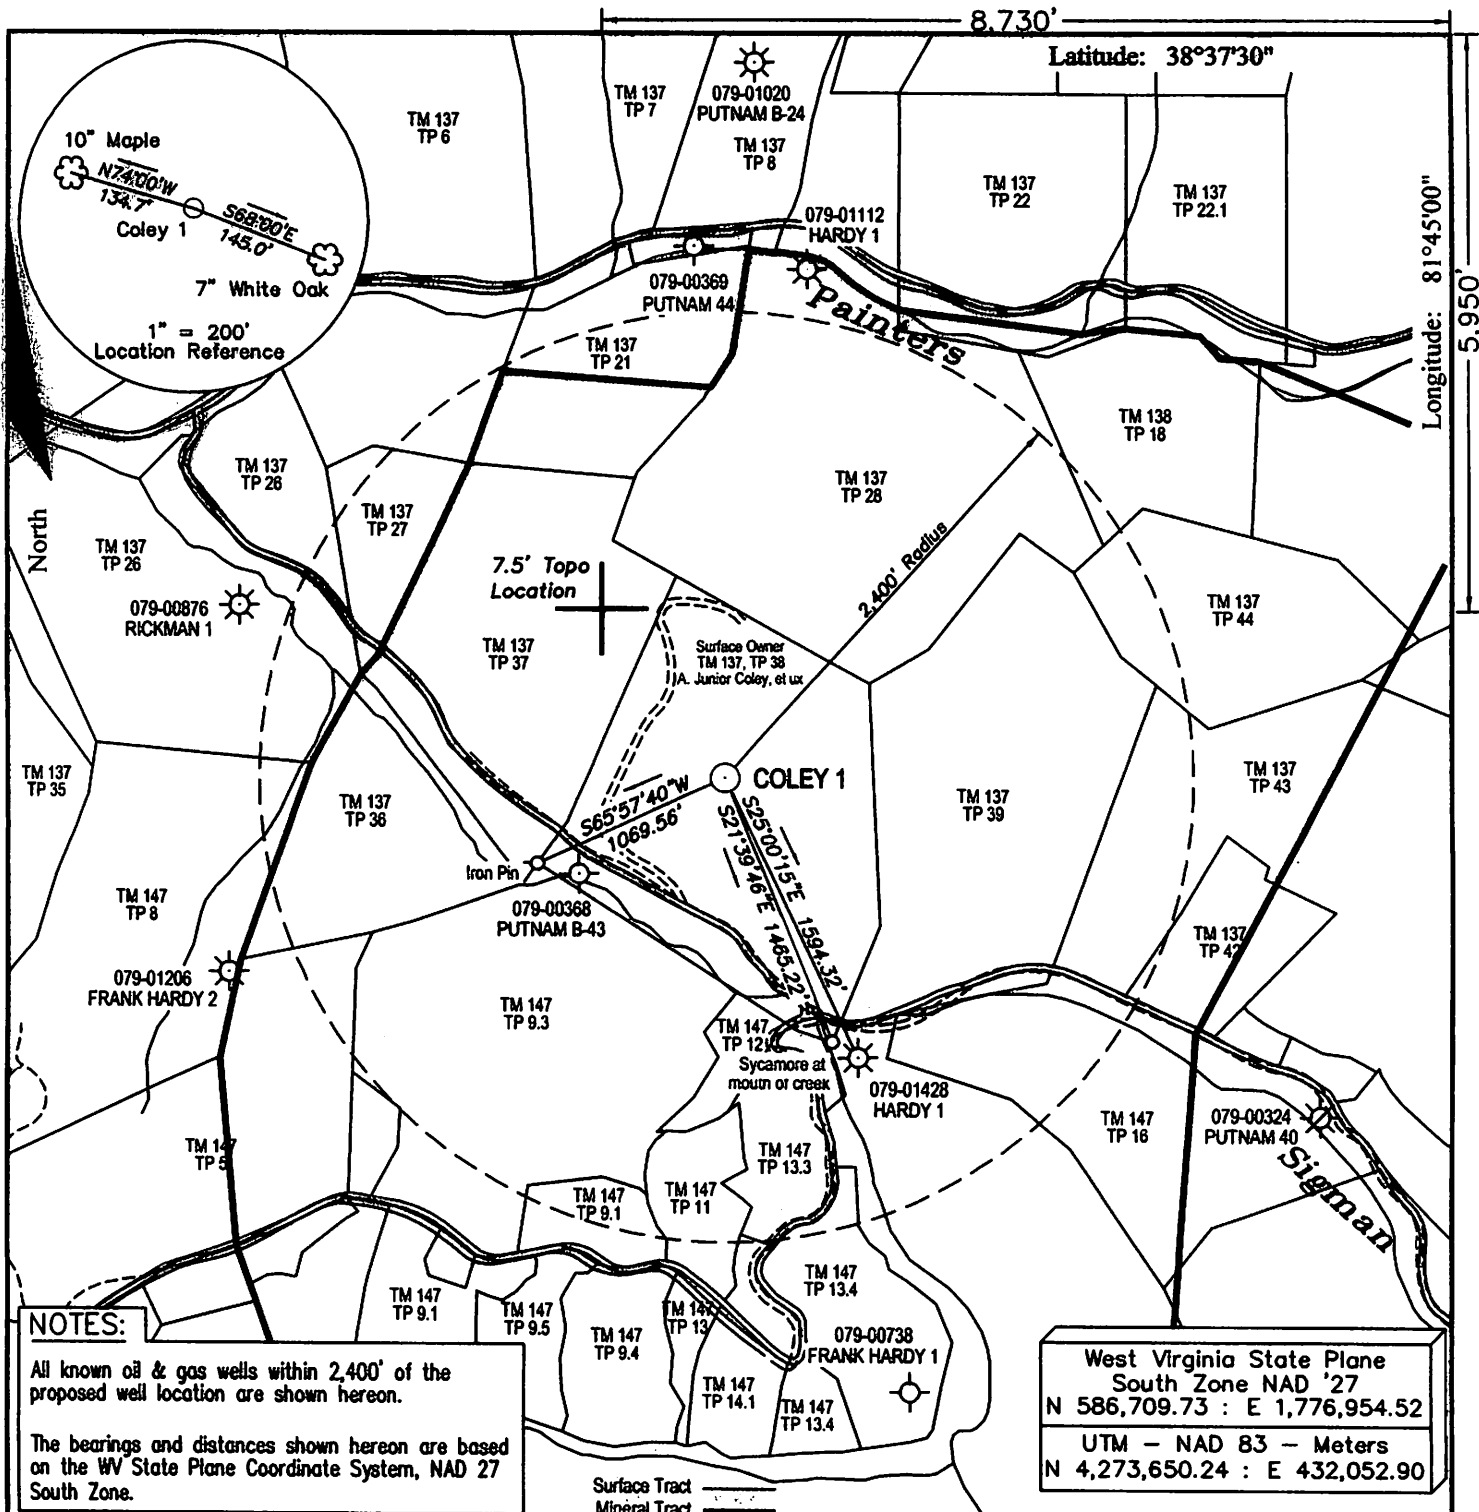 8,730'
Latitude: 38°37'30"
Longitude: 81°45'00"
5,950'
10" Maple
N74°00'W
134.7'
Coley 1
S68°00'E
145.0'
7" White Oak
1" = 200'
Location Reference
North
TM 137
TP 6
TM 137
TP 7
079-01020
PUTNAM B-24
TM 137
TP 8
TM 137
TP 22
TM 137
TP 22.1
079-01112
HARDY 1
079-00369
PUTNAM 44
Painters
TM 137
TP 21
TM 138
TP 18
TM 137
TP 26
TM 137
TP 27
TM 137
TP 28
2,400' Radius
TM 137
TP 26
079-00876
RICKMAN 1
7.5' Topo
Location
TM 137
TP 37
Surface Owner
TM 137, TP 38
A. Junior Coley, et ux
TM 137
TP 44
TM 137
TP 35
TM 137
TP 36
COLEY 1
S65°57'40"W
1069.56'
S25°00'15"E 1594.32'
S21°39'46"E 1465.22'
TM 137
TP 39
TM 137
TP 43
Iron Pin
079-00368
PUTNAM B-43
TM 147
TP 8
079-01206
FRANK HARDY 2
TM 137
TP 42
TM 147
TP 9.3
TM 147
TP 12
Sycamore at
mouth of creek
079-01428
HARDY 1
TM 147
TP 16
079-00324
PUTNAM 40
Sigman
TM 147
TP 5
TM 147
TP 13.3
TM 147
TP 9.1
TM 147
TP 11
TM 147
TP 13.4
TM 147
TP 9.1
TM 147
TP 9.5
TM 147
TP 13
TM 147
TP 9.4
079-00738
FRANK HARDY 1
TM 147
TP 14.1
TM 147
TP 13.4
NOTES:
All known oil & gas wells within 2,400' of the
proposed well location are shown hereon.
The bearings and distances shown hereon are based
on the WV State Plane Coordinate System, NAD 27
South Zone.
West Virginia State Plane
South Zone NAD '27
N 586,709.73 : E 1,776,954.52
UTM – NAD 83 – Meters
N 4,273,650.24 : E 432,052.90
Surface Tract
Mineral Tract